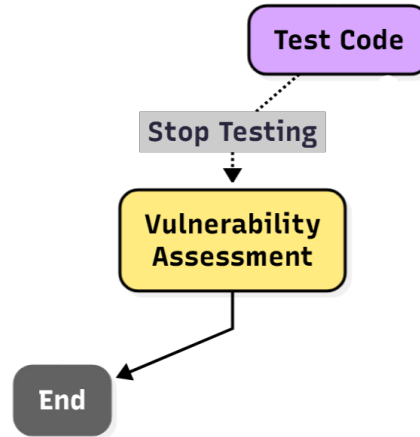 Test Code
Stop Testing
Vulnerability
Assessment
End